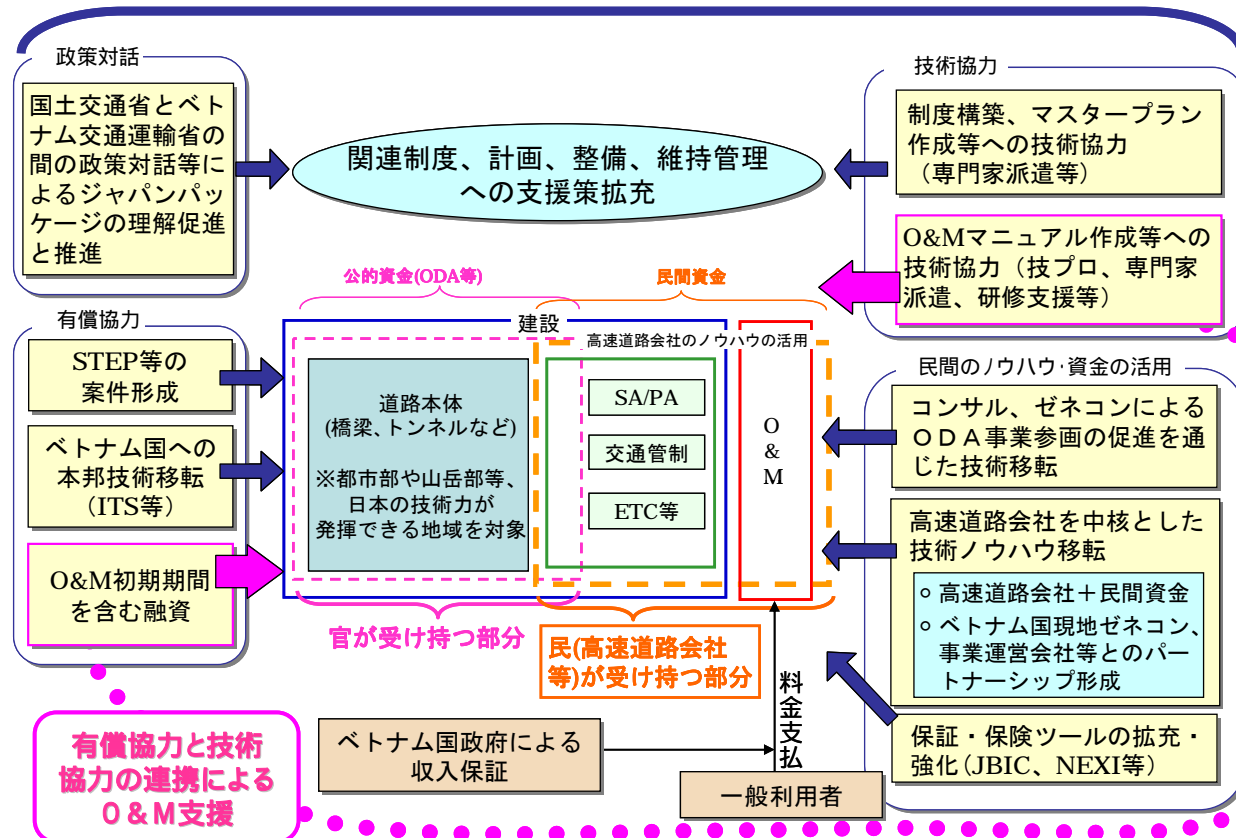 政策対話
国土交通省とベト
ナム交通運輸省の
間の政策対話等に
よるジャパンパッ
ケージの理解促進
と推進
関連制度、計画、整備、維持管理
への支援策拡充
技術協力
制度構築、マスタープラン
作成等への技術協力
（専門家派遣等）
O&Mマニュアル作成等への
技術協力（技プロ、専門家
派遣、研修支援等）
有償協力
STEP等の
案件形成
ベトナム国への
本邦技術移転
（ITS等）
O&M初期期間
を含む融資
公的資金(ODA等)
民間資金
建設
高速道路会社のノウハウの活用
道路本体
(橋梁、トンネルなど)
※都市部や山岳部等、
日本の技術力が
発揮できる地域を対象
SA/PA
交通管制
ETC等
O
&
M
官が受け持つ部分
民(高速道路会社
等)が受け持つ部分
民間のノウハウ･資金の活用
コンサル、ゼネコンによる
ＯＤＡ事業参画の促進を通
じた技術移転
高速道路会社を中核とした
技術ノウハウ移転
○ 高速道路会社＋民間資金
○ ベトナム国現地ゼネコン、
事業運営会社等とのパー
トナーシップ形成
保証・保険ツールの拡充・
強化(JBIC、NEXI等）
有償協力と技術
協力の連携による
O＆M支援
ベトナム国政府による
収入保証
料金支払
一般利用者